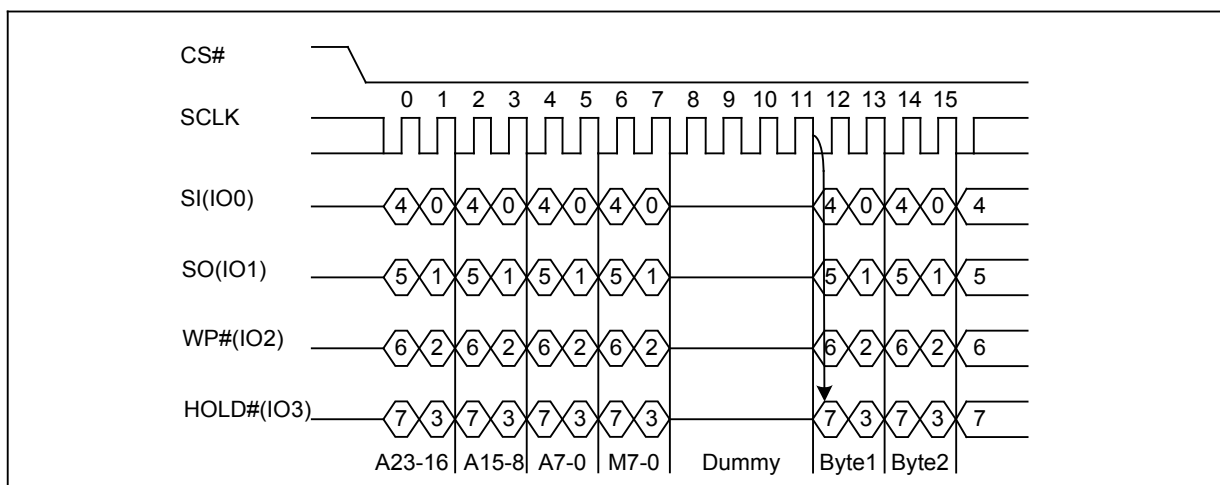 CS#
0 1 2 3 4 5 6 7 8 9 10 11 12 13 14 15
SCLK
SI(IO0) 4 0 4 0 4 0 4 0 4 0 4 0 4
SO(IO1) 5 1 5 1 5 1 5 1 5 1 5 1 5
WP#(IO2) 6 2 6 2 6 2 6 2 6 2 6 2 6
HOLD#(IO3) 7 3 7 3 7 3 7 3 7 3 7 3 7
A23-16 A15-8 A7-0 M7-0 Dummy Byte1 Byte2